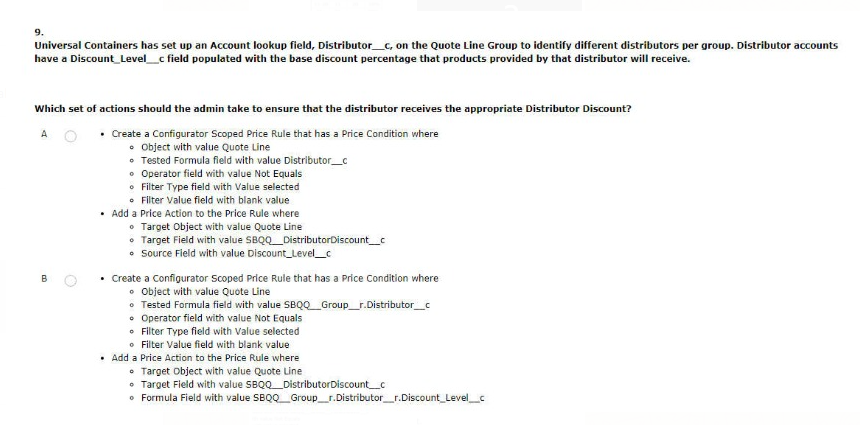 9.
Universal Containers has set up an Account lookup field, Distributor__c, on the Quote Line Group to identify different distributors per group. Distributor accounts
have a Discount_Level__c field populated with the base discount percentage that products provided by that distributor will receive.
Which set of actions should the admin take to ensure that the distributor receives the appropriate Distributor Discount?
A
• Create a Configurator Scoped Price Rule that has a Price Condition where
◦ Object with value Quote Line
◦ Tested Formula field with value Distributor__c
◦ Operator field with value Not Equals
◦ Filter Type field with Value selected
◦ Filter Value field with blank value
• Add a Price Action to the Price Rule where
◦ Target Object with value Quote Line
◦ Target Field with value SBQQ__DistributorDiscount__c
◦ Source Field with value Discount_Level__c
B
• Create a Configurator Scoped Price Rule that has a Price Condition where
◦ Object with value Quote Line
◦ Tested Formula field with value SBQQ__Group__r.Distributor__c
◦ Operator field with value Not Equals
◦ Filter Type field with Value selected
◦ Filter Value field with blank value
• Add a Price Action to the Price Rule where
◦ Target Object with value Quote Line
◦ Target Field with value SBQQ__DistributorDiscount__c
◦ Formula Field with value SBQQ__Group__r.Distributor__r.Discount_Level__c